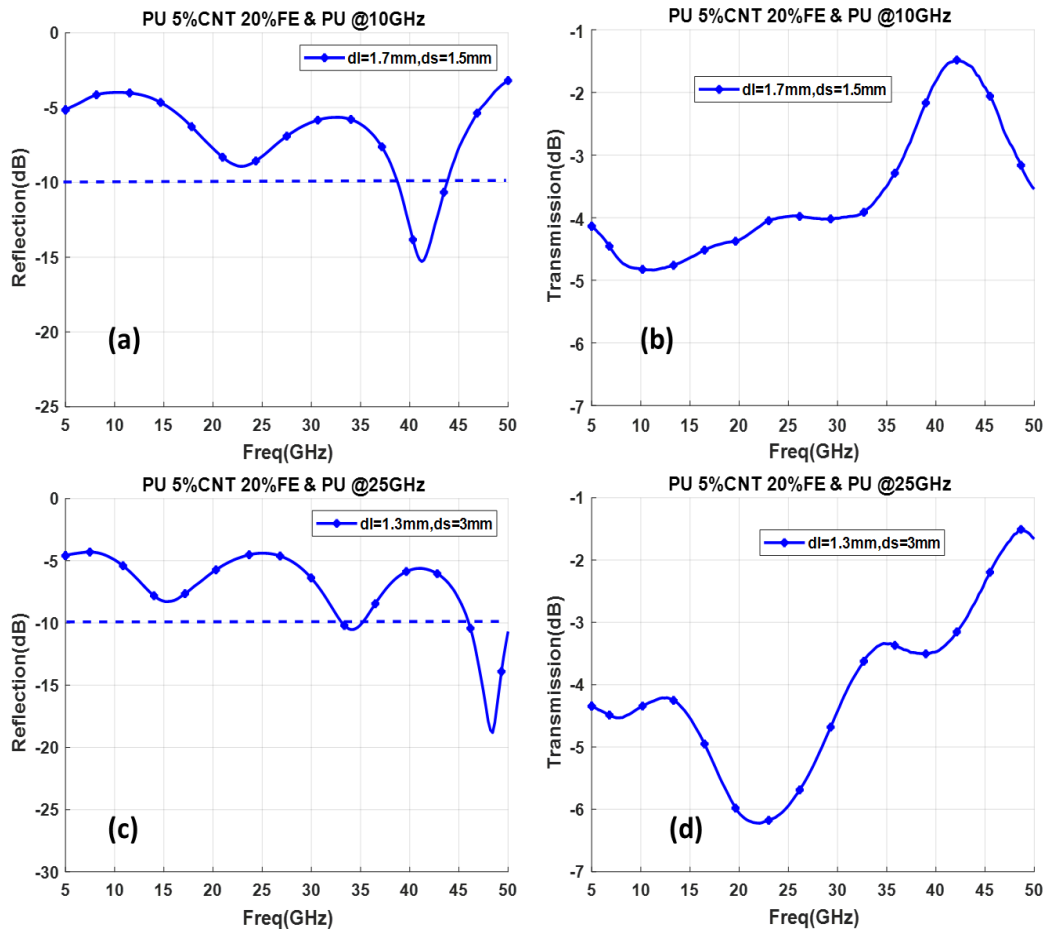 PU 5%CNT 20%FE & PU @10GHz
dl=1.7mm,ds=1.5mm
Reflection(dB)
0
-5
-10
-15
-20
-25
(a)
5 10 15 20 25 30 35 40 45 50
Freq(GHz)
PU 5%CNT 20%FE & PU @10GHz
dl=1.7mm,ds=1.5mm
Transmission(dB)
-1
-2
-3
-4
-5
-6
-7
(b)
5 10 15 20 25 30 35 40 45 50
Freq(GHz)
PU 5%CNT 20%FE & PU @25GHz
dl=1.3mm,ds=3mm
Reflection(dB)
0
-5
-10
-15
-20
-25
-30
(c)
5 10 15 20 25 30 35 40 45 50
Freq(GHz)
PU 5%CNT 20%FE & PU @25GHz
dl=1.3mm,ds=3mm
Transmission(dB)
-1
-2
-3
-4
-5
-6
-7
(d)
5 10 15 20 25 30 35 40 45 50
Freq(GHz)